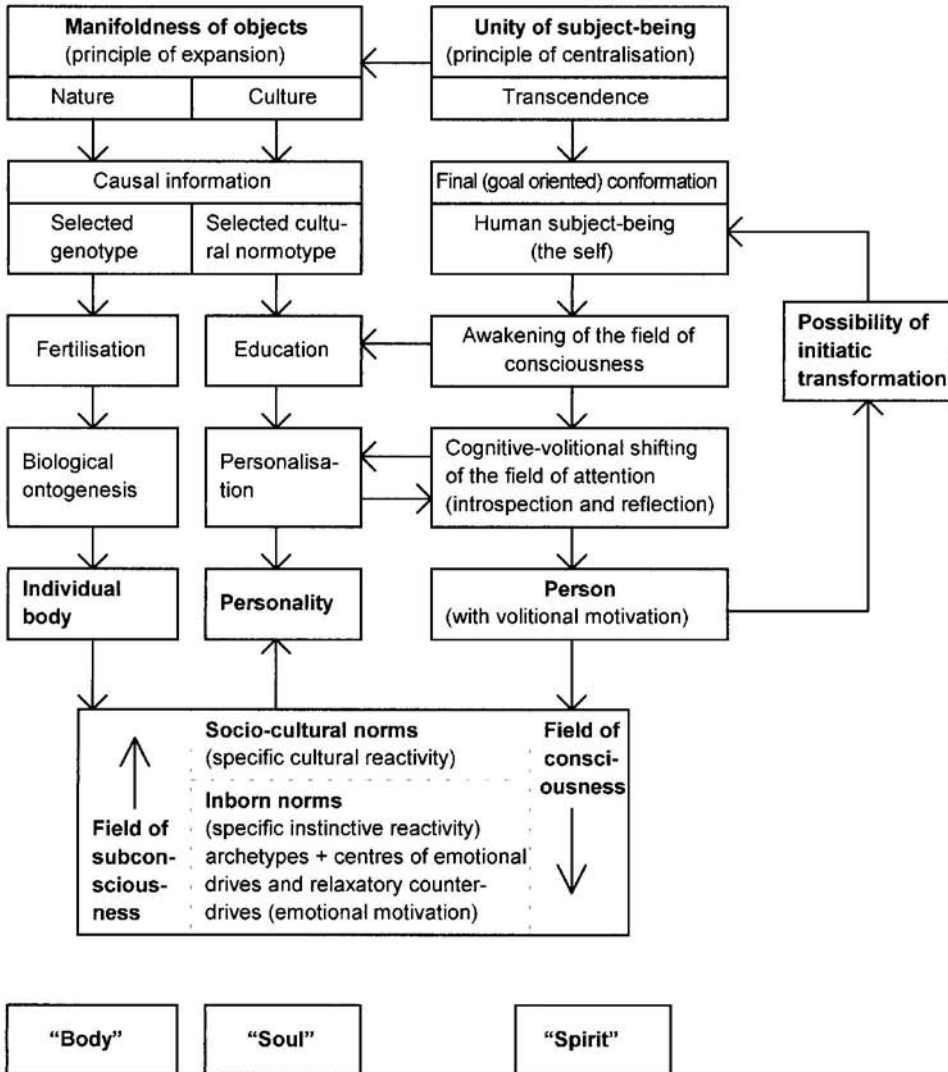 Manifoldness of objects
(principle of expansion)
Nature
Culture
Unity of subject-being
(principle of centralisation)
Transcendence
Causal information
Selected
genotype
Selected cultu-
ral normotype
Final (goal oriented) conformation
Human subject-being
(the self)
Fertilisation
Education
Awakening of the field of
consciousness
Possibility of
initiatic
transformation
Biological
ontogenesis
Personalisa-
tion
Cognitive-volitional shifting
of the field of attention
(introspection and reflection)
Individual
body
Personality
Person
(with volitional motivation)
Field of
subcon-
scious-
ness
Socio-cultural norms
(specific cultural reactivity)
Inborn norms
(specific instinctive reactivity)
archetypes + centres of emotional
drives and relaxatory counter-
drives (emotional motivation)
Field of
consci-
ousness
“Body”
“Soul”
“Spirit”